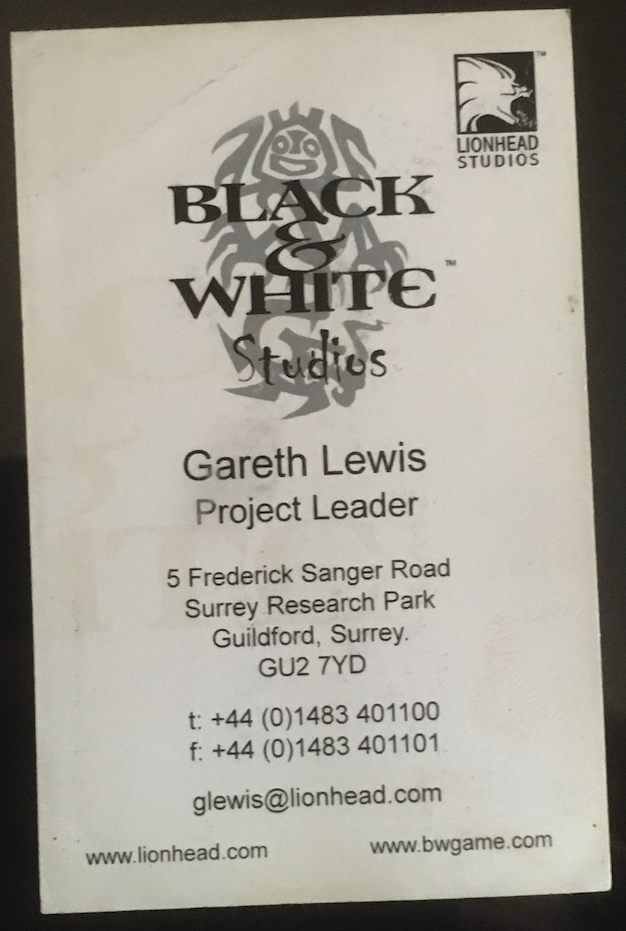 LIONHEAD
STUDIOS
™
BLACK
&
WHITE™
Studios
Gareth Lewis
Project Leader
5 Frederick Sanger Road
Surrey Research Park
Guildford, Surrey.
GU2 7YD
t: +44 (0)1483 401100
f: +44 (0)1483 401101
glewis@lionhead.com
www.lionhead.com
www.bwgame.com